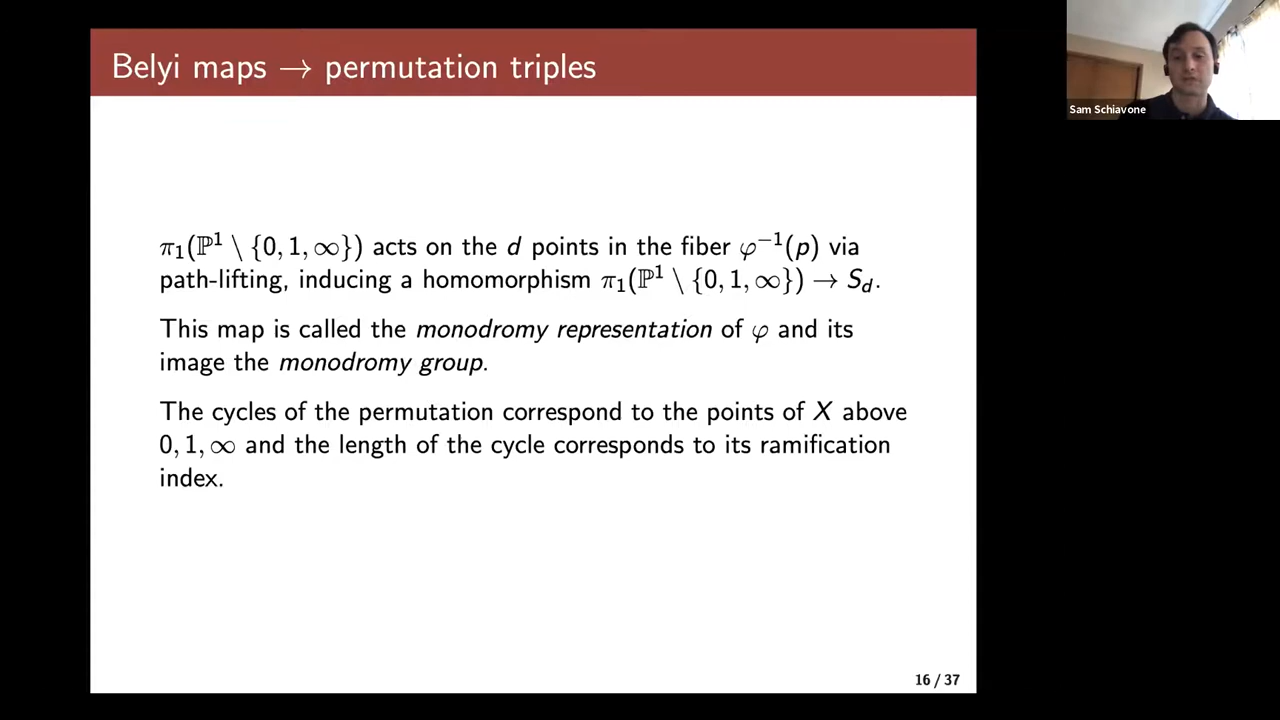 Belyi maps → permutation triples
Sam Schiavone
π₁(ℙ¹ \ {0, 1, ∞}) acts on the d points in the fiber φ⁻¹(p) via
path-lifting, inducing a homomorphism π₁(ℙ¹ \ {0, 1, ∞}) → S_d.
This map is called the monodromy representation of φ and its
image the monodromy group.
The cycles of the permutation correspond to the points of X above
0, 1, ∞ and the length of the cycle corresponds to its ramification
index.
16 / 37